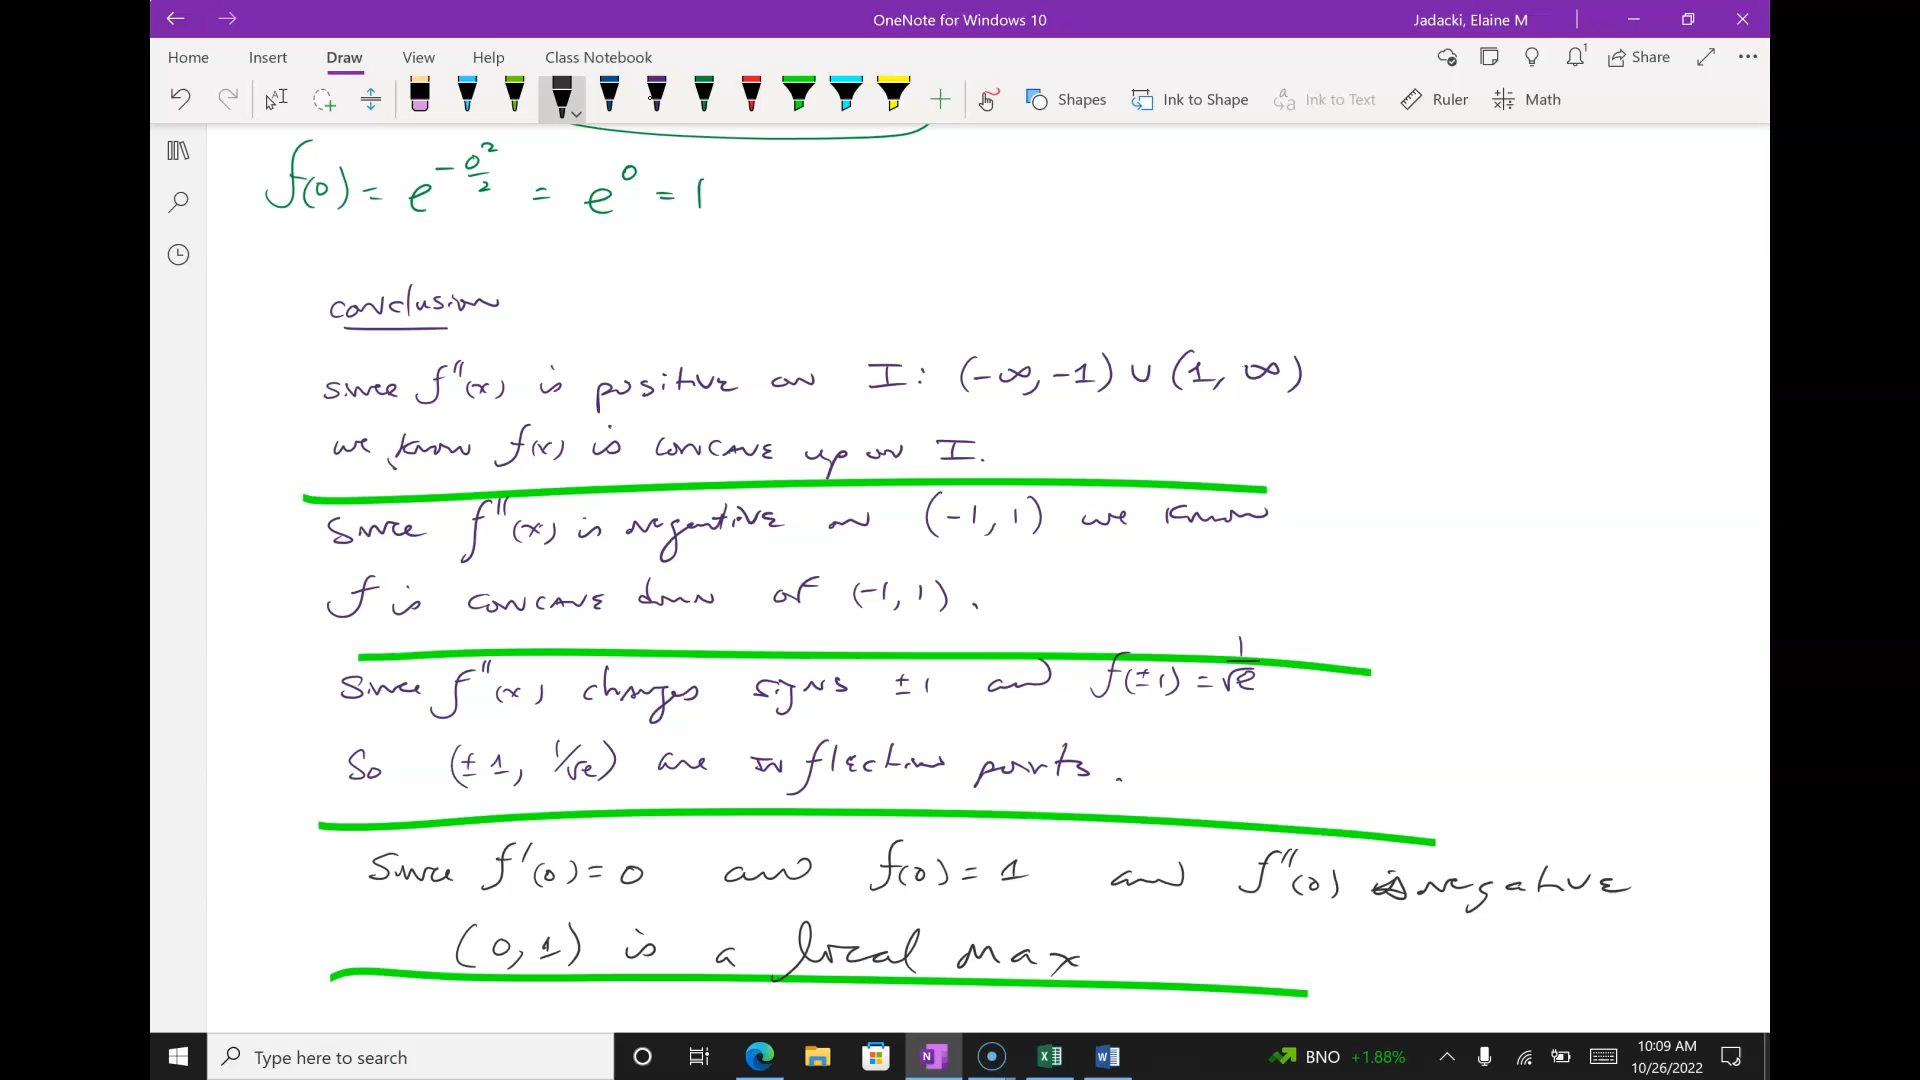 OneNote for Windows 10
Jadacki, Elaine M
Home Insert Draw View Help Class Notebook
1
Share
Shapes Ink to Shape Ink to Text Ruler Math
f(0) = e^{-0²/2} = e⁰ = 1
conclusion
since f''(x) is positive on I: (-∞, -1) ∪ (1, ∞)
we know f(x) is concave up on I.
Since f''(x) is negative on (-1, 1) we know
f is concave down of (-1, 1).
Since f''(x) changes signs ±1 and f(±1) = 1/√e
So (±1, 1/√e) are inflection points.
Since f'(0) = 0 and f(0) = 1 and f''(0) is negative
(0, 1) is a local max
Type here to search
BNO +1.88%
10:09 AM
10/26/2022